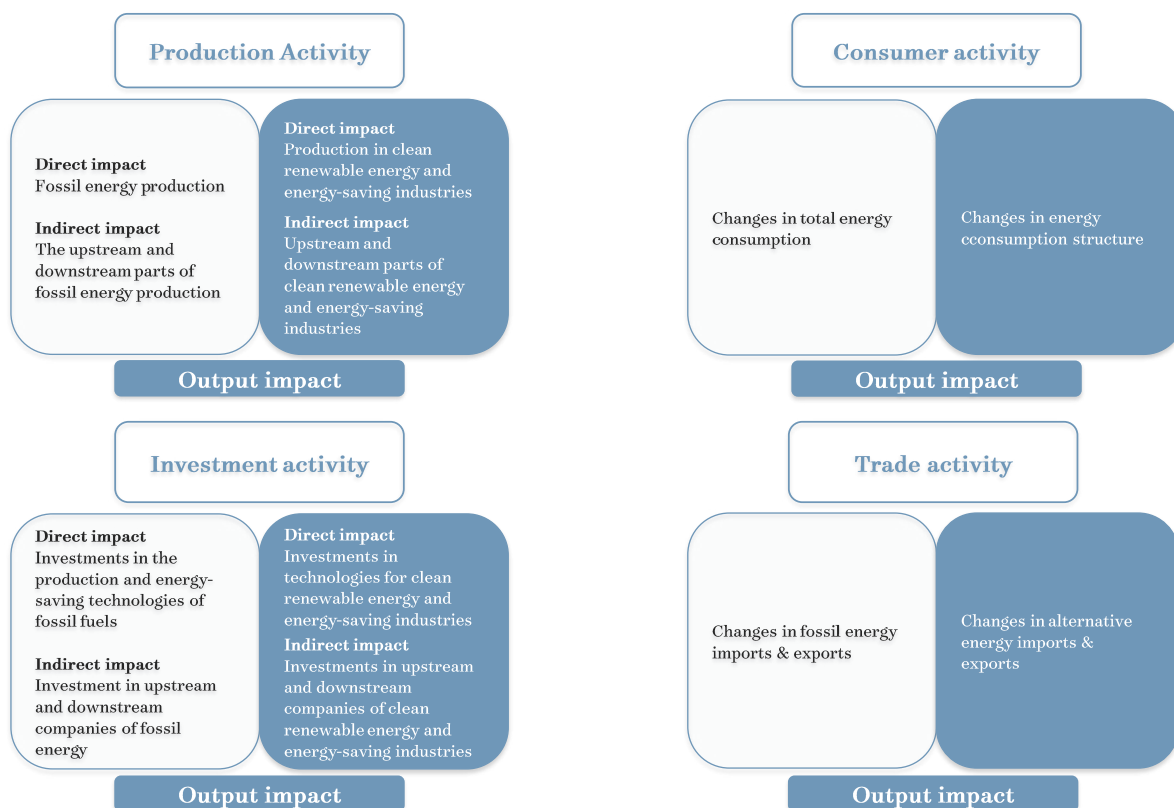 Production Activity
Direct impact
Fossil energy production
Indirect impact
The upstream and
downstream parts of
fossil energy production
Direct impact
Production in clean
renewable energy and
energy-saving industries
Indirect impact
Upstream and
downstream parts of
clean renewable energy
and energy-saving
industries
Output impact
Consumer activity
Changes in total energy
consumption
Changes in energy
cconsumption structure
Output impact
Investment activity
Direct impact
Investments in the
production and energy-
saving technologies of
fossil fuels
Indirect impact
Investment in upstream
and downstream
companies of fossil
energy
Direct impact
Investments in
technologies for clean
renewable energy and
energy-saving industries
Indirect impact
Investments in upstream
and downstream
companies of clean
renewable energy and
energy-saving industries
Output impact
Trade activity
Changes in fossil energy
imports & exports
Changes in alternative
energy imports &
exports
Output impact